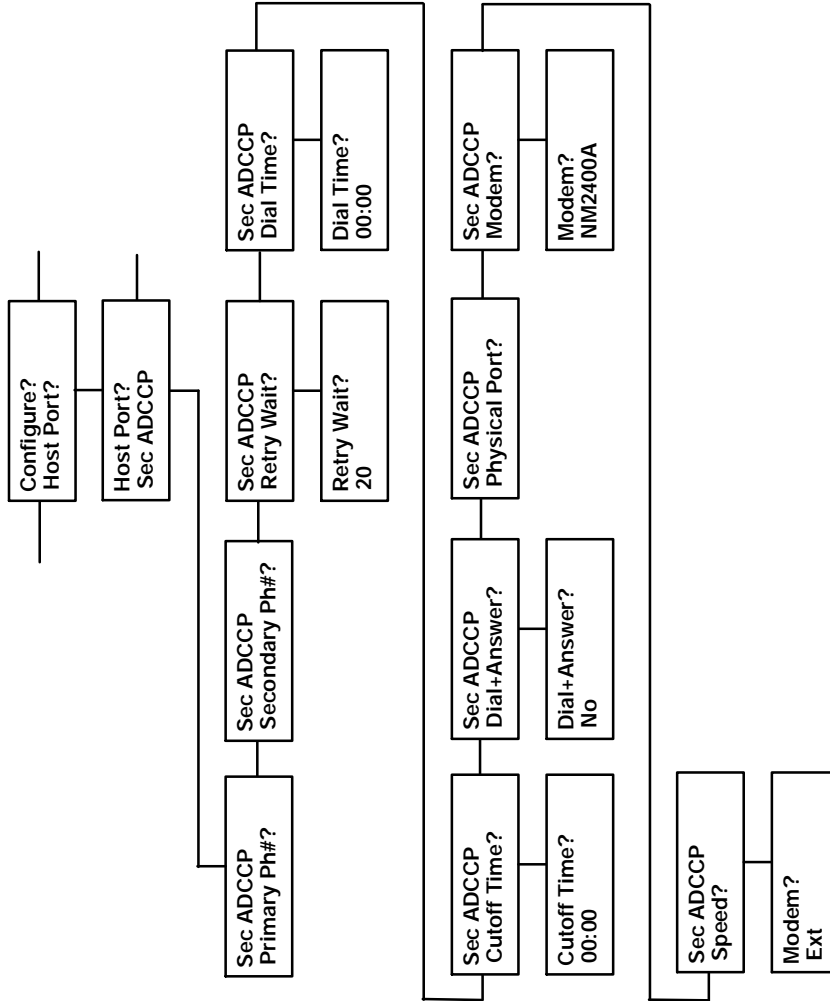 Configure?
Host Port?
Host Port?
Sec ADCCP
Sec ADCCP
Primary Ph#?
Sec ADCCP
Secondary Ph#?
Sec ADCCP
Retry Wait?
Retry Wait?
20
Sec ADCCP
Dial Time?
Dial Time?
00:00
Sec ADCCP
Cutoff Time?
Cutoff Time?
00:00
Sec ADCCP
Dial+Answer?
Dial+Answer?
No
Sec ADCCP
Physical Port?
Sec ADCCP
Modem?
Modem?
NM2400A
Sec ADCCP
Speed?
Modem?
Ext